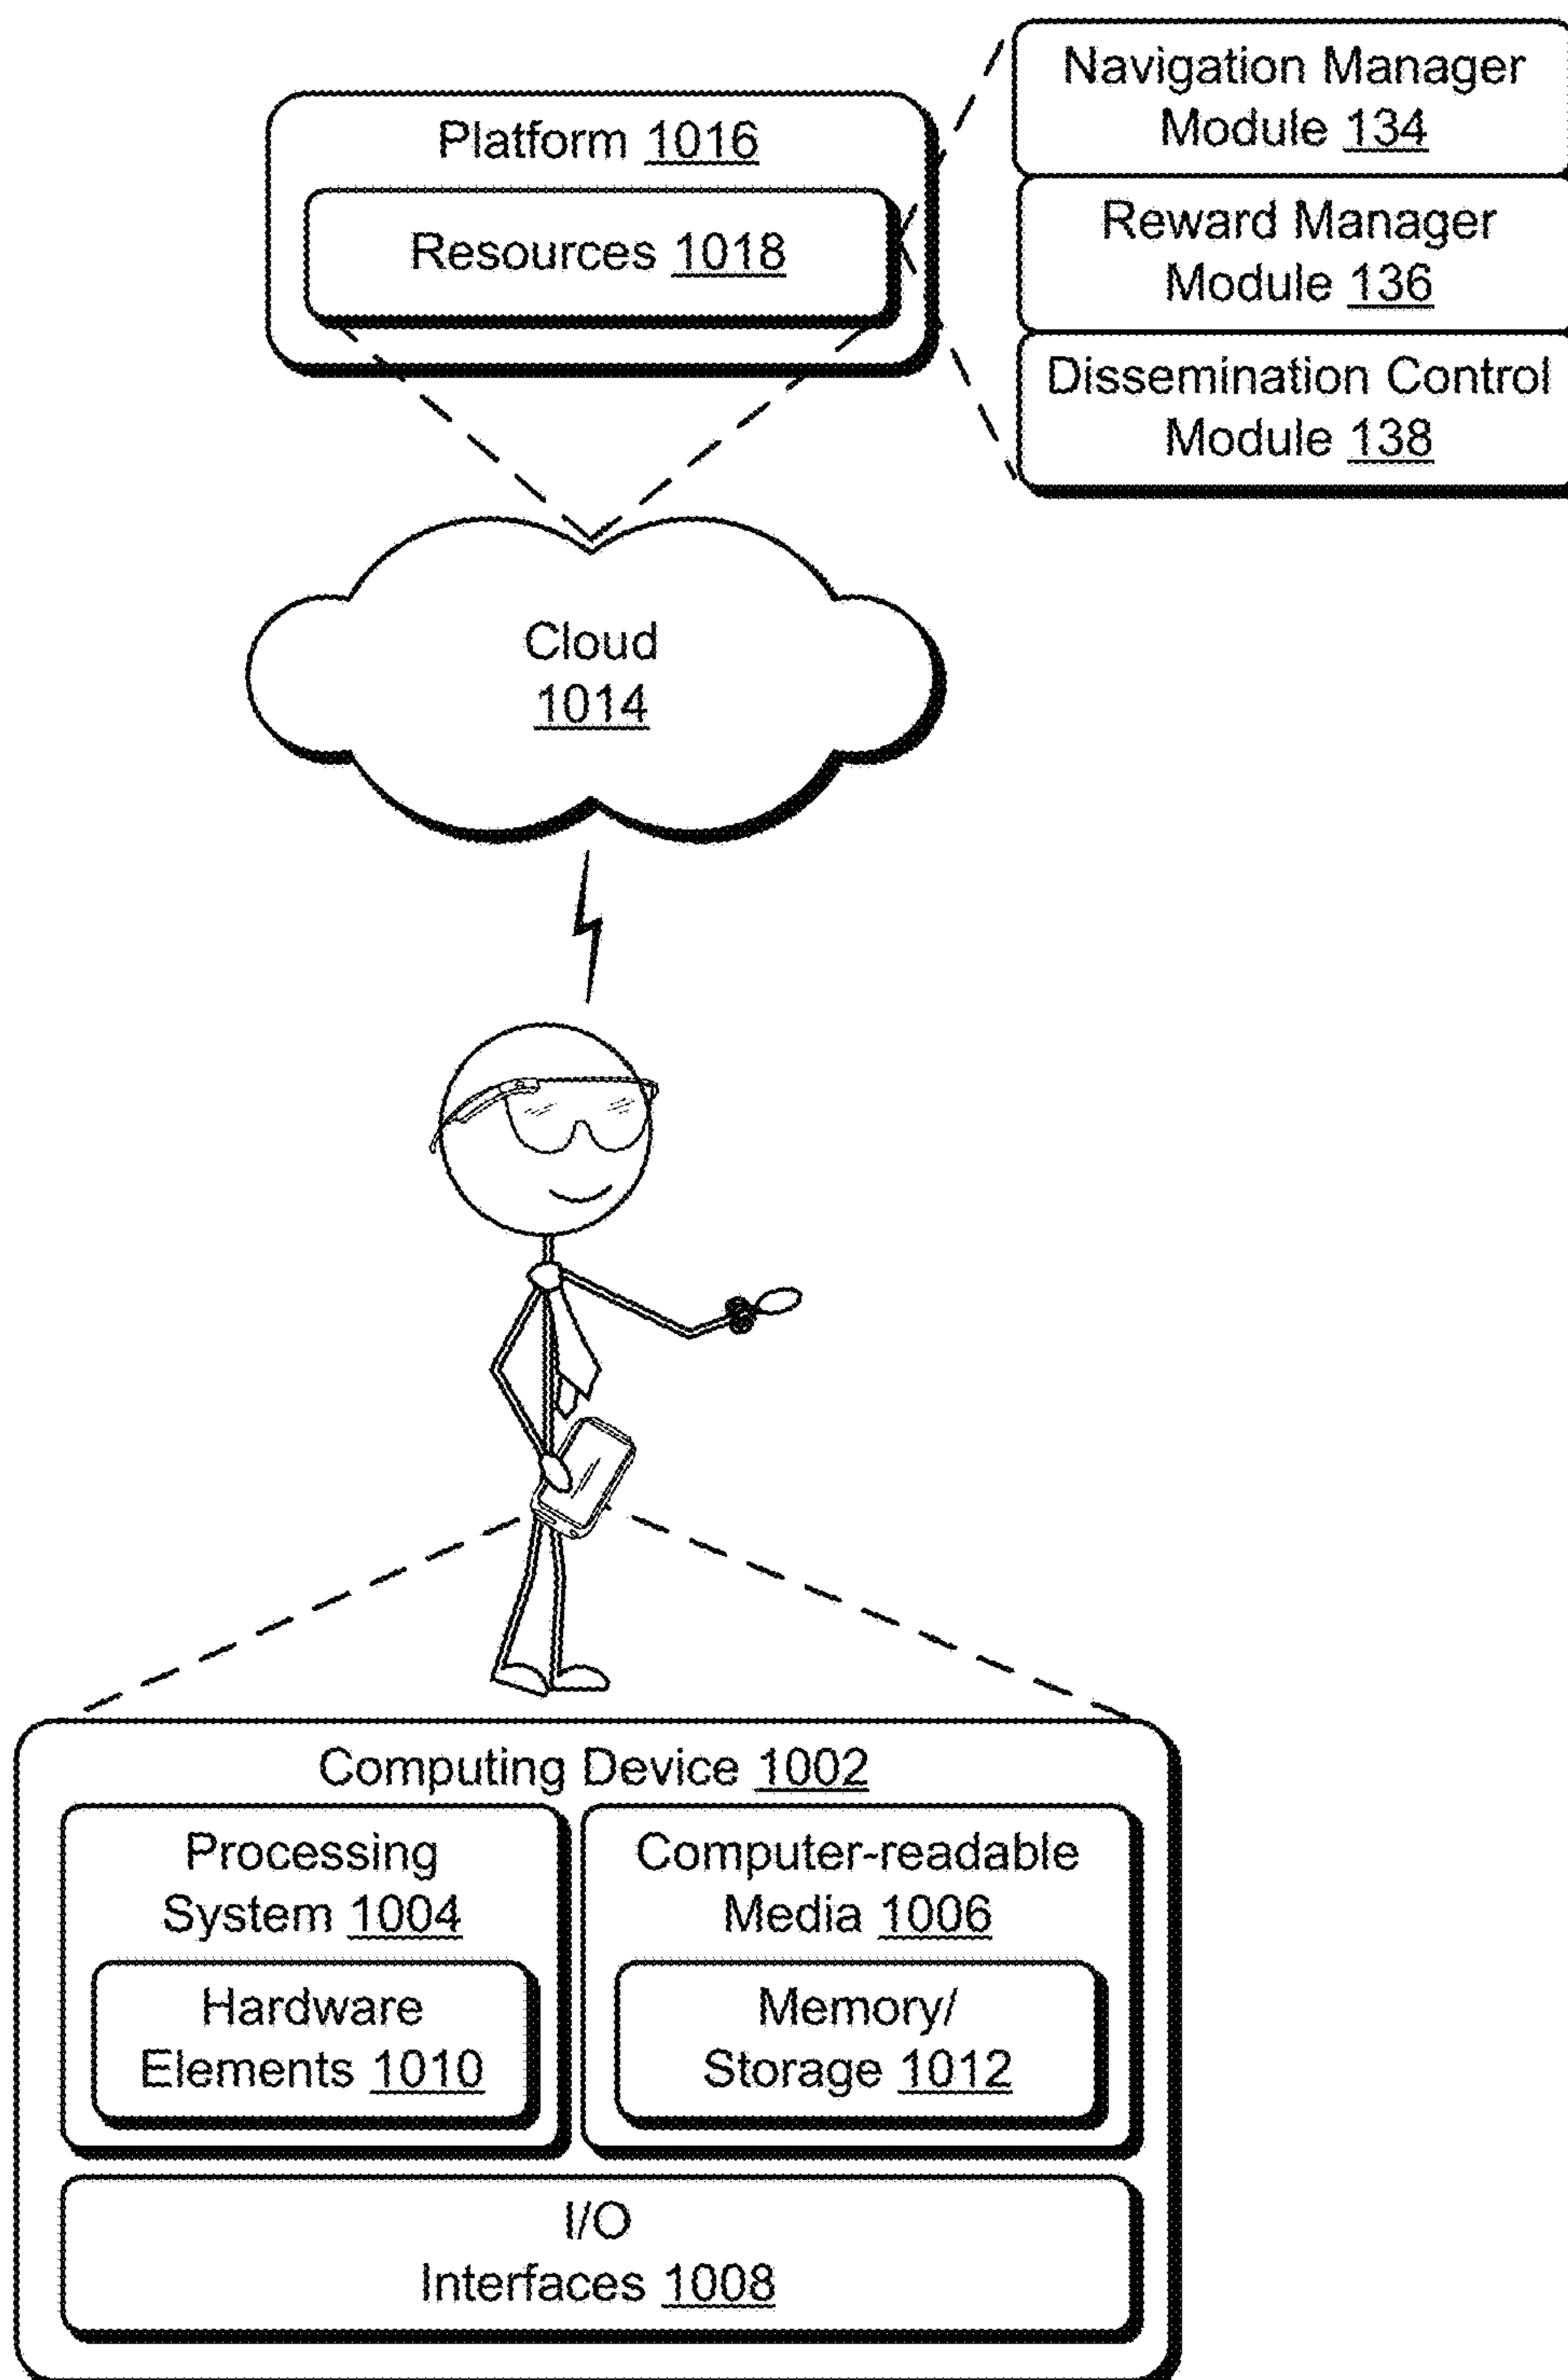 Navigation Manager
Module 134
Platform 1016
Reward Manager
Module 136
Resources 1018
Dissemination Control
Module 138
Cloud
1014
Computing Device 1002
Processing
System 1004
Computer-readable
Media 1006
Hardware
Elements 1010
Memory/
Storage 1012
I/O
Interfaces 1008